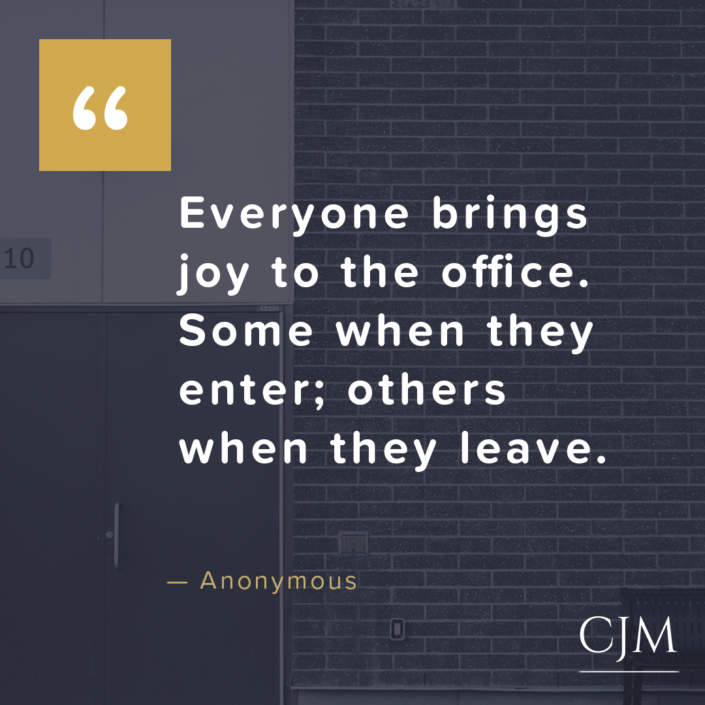 “
Everyone brings
joy to the office.
Some when they
enter; others
when they leave.
— Anonymous
10
CJM